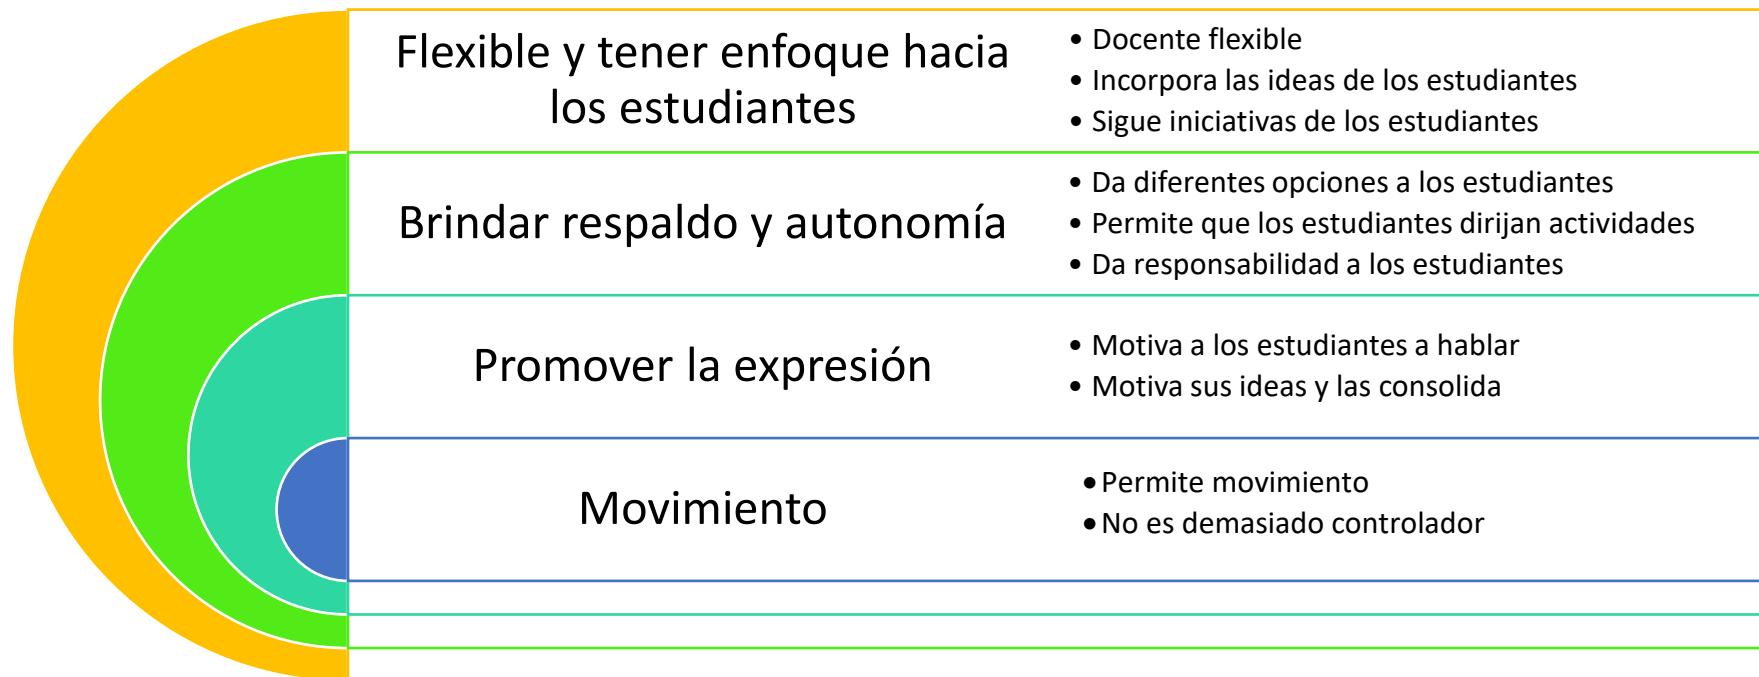 Flexible y tener enfoque hacia
los estudiantes
• Docente flexible
• Incorpora las ideas de los estudiantes
• Sigue iniciativas de los estudiantes
Brindar respaldo y autonomía
• Da diferentes opciones a los estudiantes
• Permite que los estudiantes dirijan actividades
• Da responsabilidad a los estudiantes
Promover la expresión
• Motiva a los estudiantes a hablar
• Motiva sus ideas y las consolida
Movimiento
• Permite movimiento
• No es demasiado controlador